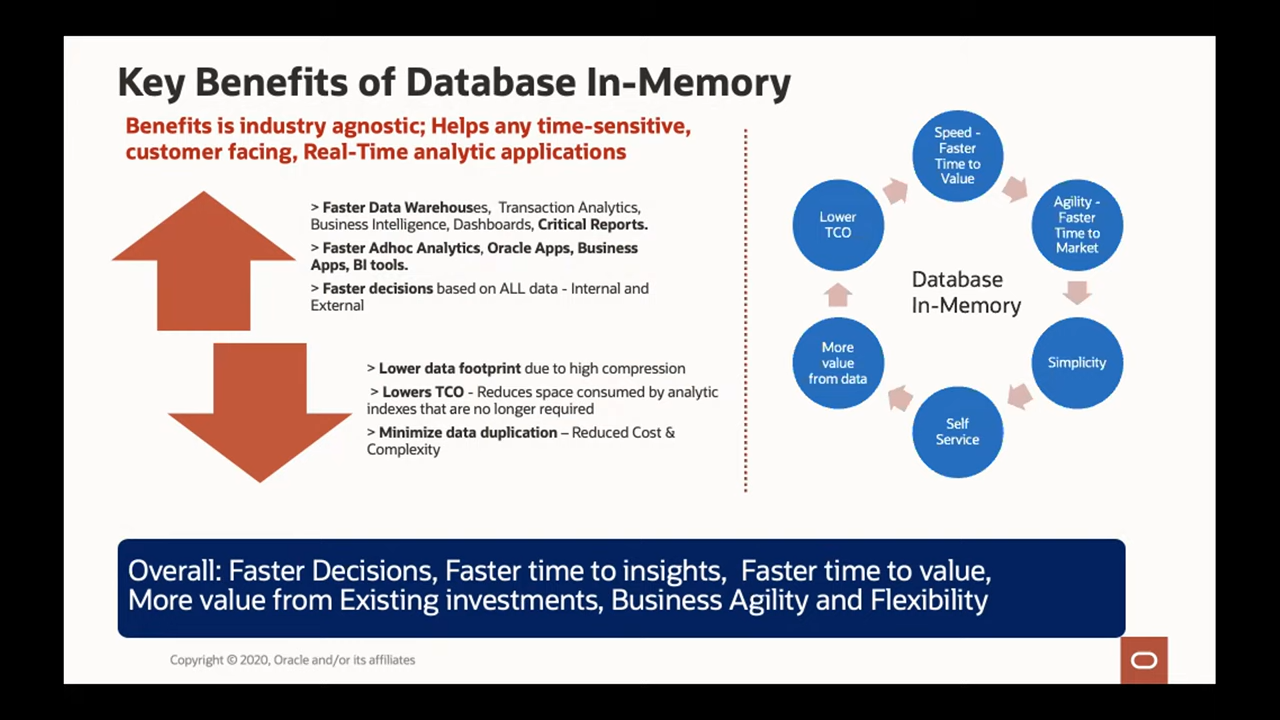 Key Benefits of Database In-Memory
Benefits is industry agnostic; Helps any time-sensitive,
customer facing, Real-Time analytic applications
> Faster Data Warehouses, Transaction Analytics,
Business Intelligence, Dashboards, Critical Reports.
> Faster Adhoc Analytics, Oracle Apps, Business
Apps, BI tools.
> Faster decisions based on ALL data - Internal and
External
> Lower data footprint due to high compression
> Lowers TCO - Reduces space consumed by analytic
indexes that are no longer required
> Minimize data duplication – Reduced Cost &
Complexity
Speed -
Faster
Time to
Value
Agility -
Faster
Time to
Market
Simplicity
Self
Service
More
value
from data
Lower
TCO
Database
In-Memory
Overall: Faster Decisions, Faster time to insights,  Faster time to value,
More value from Existing investments, Business Agility and Flexibility
Copyright © 2020, Oracle and/or its affiliates